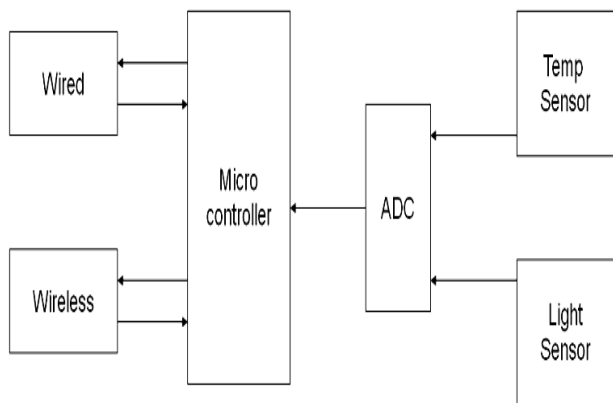 Wired
Wireless
Micro
controller
ADC
Temp
Sensor
Light
Sensor